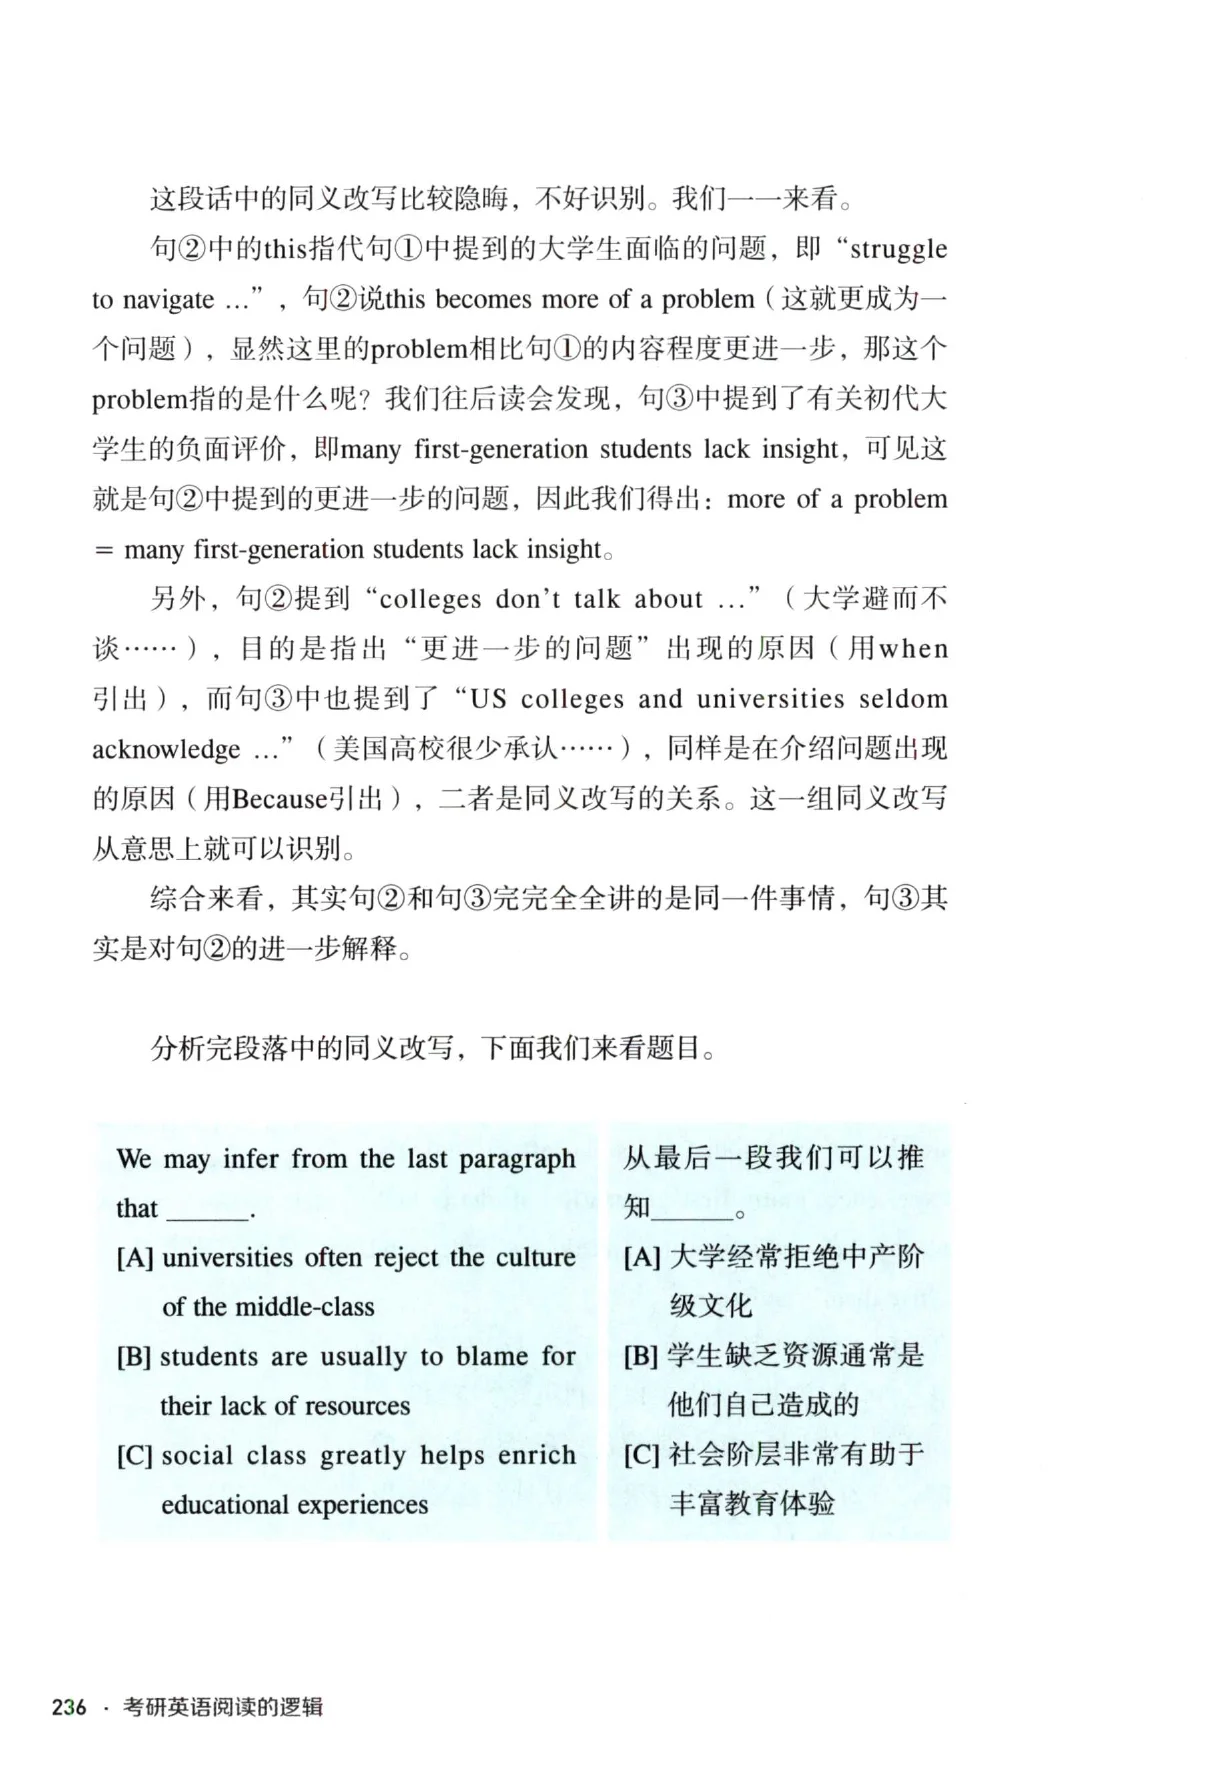 这段话中的同义改写比较隐晦，不好识别。我们一一来看。
句②中的this指代句①中提到的大学生面临的问题，即“struggle
to navigate ...”，句②说this becomes more of a problem（这就更成为一
个问题），显然这里的problem相比句①的内容程度更进一步，那这个
problem指的是什么呢？我们往后读会发现，句③中提到了有关初代大
学生的负面评价，即many first-generation students lack insight，可见这
就是句②中提到的更进一步的问题，因此我们得出：more of a problem
= many first-generation students lack insight。
另外，句②提到“colleges don't talk about ...”（大学避而不
谈……），目的是指出“更进一步的问题”出现的原因（用when
引出），而句③中也提到了“US colleges and universities seldom
acknowledge ...”（美国高校很少承认……），同样是在介绍问题出现
的原因（用Because引出），二者是同义改写的关系。这一组同义改写
从意思上就可以识别。
综合来看，其实句②和句③完完全全讲的是同一件事情，句③其
实是对句②的进一步解释。
分析完段落中的同义改写，下面我们来看题目。
We may infer from the last paragraph
that ______.
[A] universities often reject the culture
of the middle-class
[B] students are usually to blame for
their lack of resources
[C] social class greatly helps enrich
educational experiences
从最后一段我们可以推
知______。
[A] 大学经常拒绝中产阶
级文化
[B] 学生缺乏资源通常是
他们自己造成的
[C] 社会阶层非常有助于
丰富教育体验
236 · 考研英语阅读的逻辑